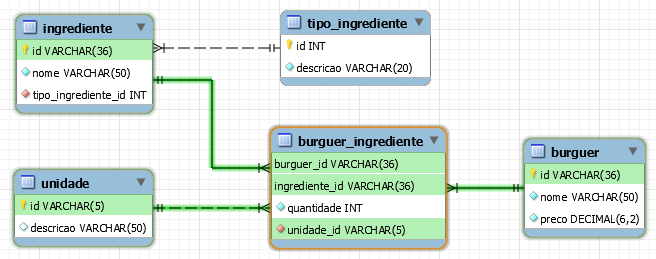 ingrediente
id VARCHAR(36)
nome VARCHAR(50)
tipo_ingrediente_id INT
tipo_ingrediente
id INT
descricao VARCHAR(20)
unidade
id VARCHAR(5)
descricao VARCHAR(50)
burguer_ingrediente
burguer_id VARCHAR(36)
ingrediente_id VARCHAR(36)
quantidade INT
unidade_id VARCHAR(5)
burguer
id VARCHAR(36)
nome VARCHAR(50)
preco DECIMAL(6,2)